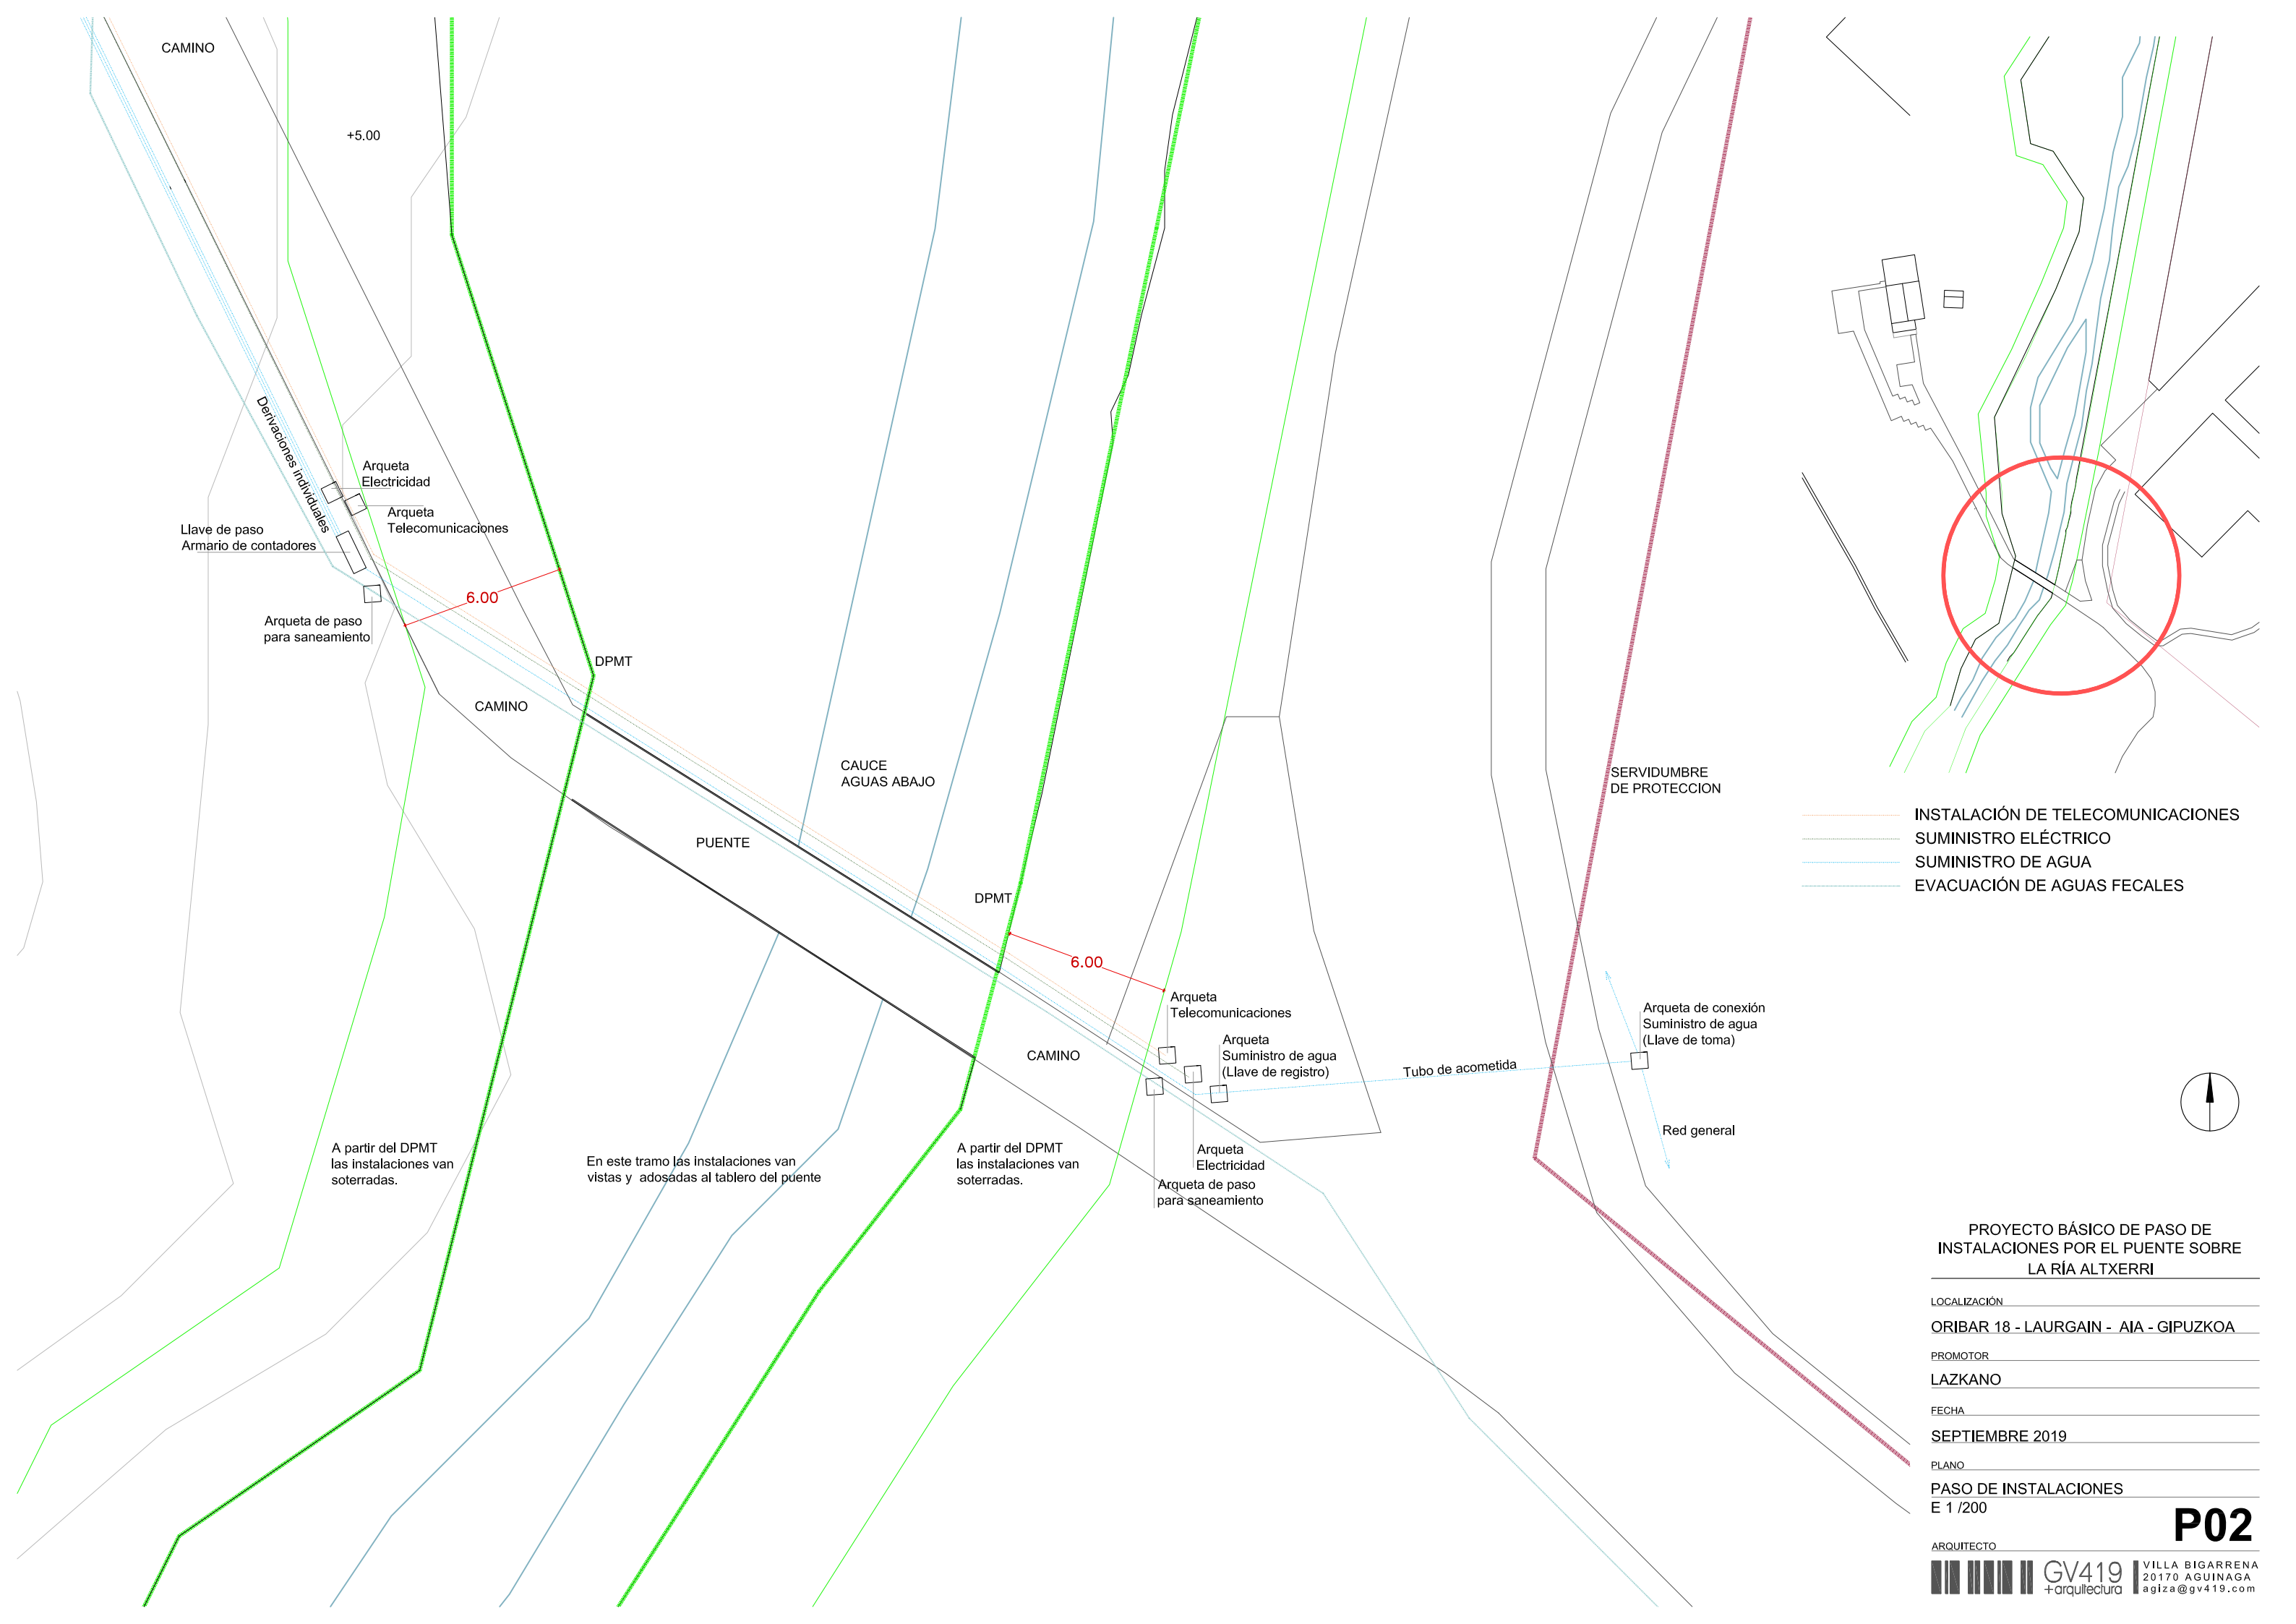 CAMINO
+5.00
Derivaciones individuales
Arqueta
Electricidad
Arqueta
Telecomunicaciones
Llave de paso
Armario de contadores
6.00
Arqueta de paso
para saneamiento
DPMT
CAMINO
CAUCE
AGUAS ABAJO
SERVIDUMBRE
DE PROTECCION
PUENTE
DPMT
6.00
Arqueta
Telecomunicaciones
Arqueta
Suministro de agua
(Llave de registro)
CAMINO
Tubo de acometida
Arqueta de conexión
Suministro de agua
(Llave de toma)
Red general
A partir del DPMT
las instalaciones van
soterradas.
En este tramo las instalaciones van
vistas y adosadas al tablero del puente
A partir del DPMT
las instalaciones van
soterradas.
Arqueta
Electricidad
Arqueta de paso
para saneamiento
INSTALACIÓN DE TELECOMUNICACIONES
SUMINISTRO ELÉCTRICO
SUMINISTRO DE AGUA
EVACUACIÓN DE AGUAS FECALES
PROYECTO BÁSICO DE PASO DE
INSTALACIONES POR EL PUENTE SOBRE
LA RÍA ALTXERRI
LOCALIZACIÓN
ORIBAR 18 - LAURGAIN - AIA - GIPUZKOA
PROMOTOR
LAZKANO
FECHA
SEPTIEMBRE 2019
PLANO
PASO DE INSTALACIONES
E 1 /200
P02
ARQUITECTO
GV419
+arquitectura
VILLA BIGARRENA
20170 AGUINAGA
agiza@gv419.com